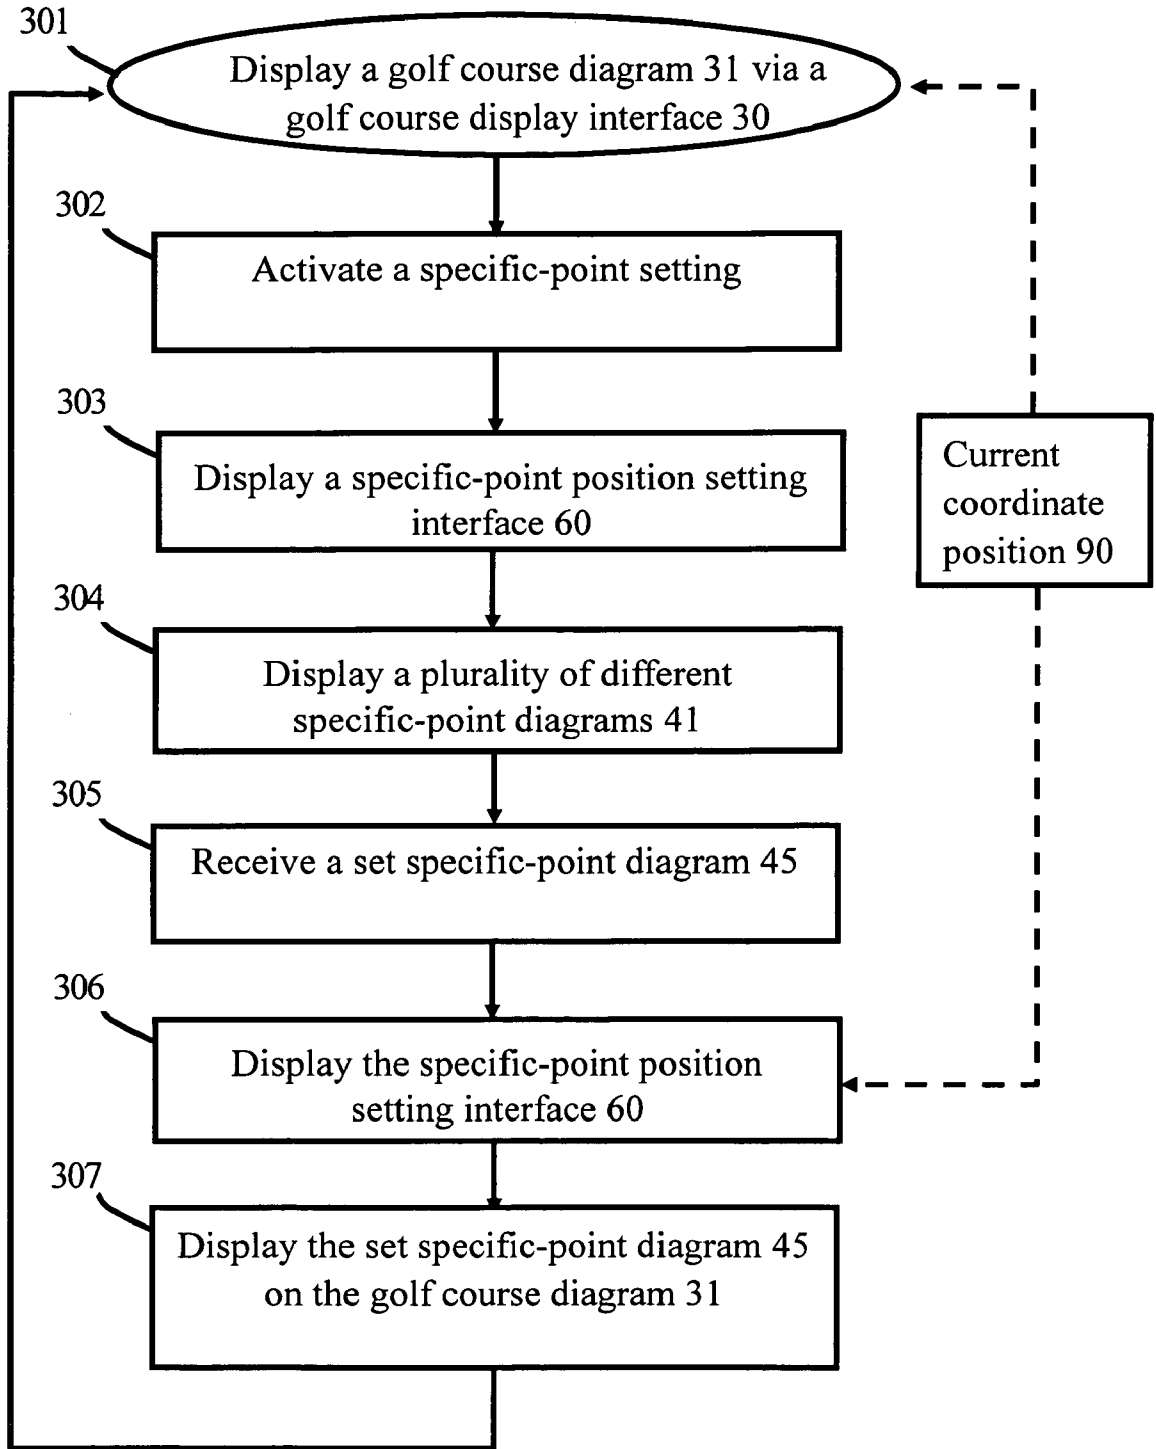 301
Display a golf course diagram 31 via a
golf course display interface 30
302
Activate a specific-point setting
303
Display a specific-point position setting
interface 60
Current
coordinate
position 90
304
Display a plurality of different
specific-point diagrams 41
305
Receive a set specific-point diagram 45
306
Display the specific-point position
setting interface 60
307
Display the set specific-point diagram 45
on the golf course diagram 31